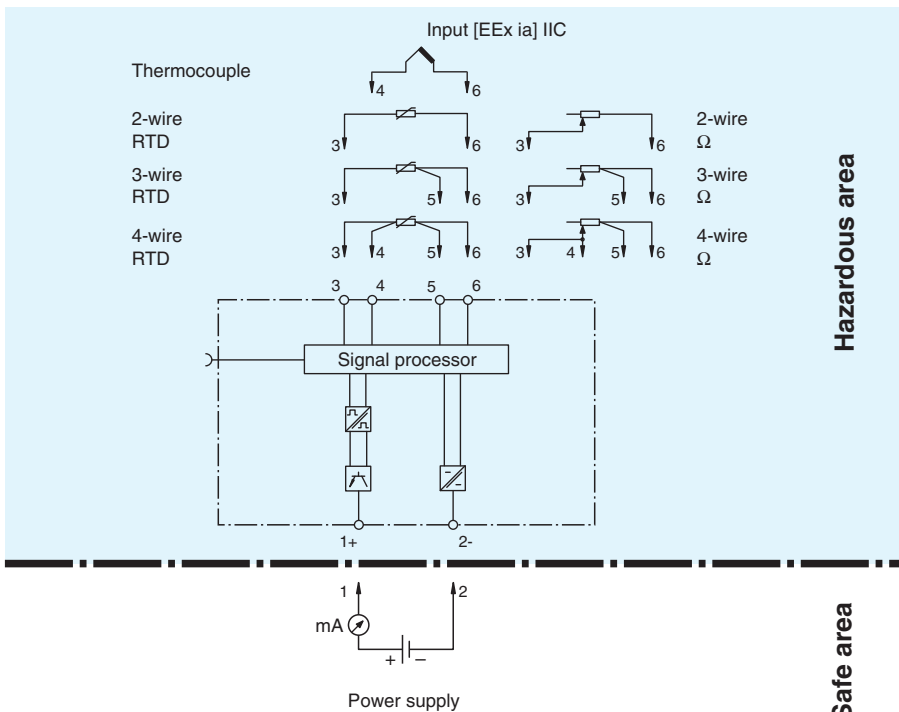 Input [EEx ia] IIC
Thermocouple
4 6
2-wire
RTD
3 6
3 6
2-wire
Ω
3-wire
RTD
3 5 6
3 5 6
3-wire
Ω
4-wire
RTD
3 4 5 6
3 4 5 6
4-wire
Ω
Hazardous area
3 4 5 6
Signal processor
1+ 2-
1 2
mA
+ –
Power supply
Safe area